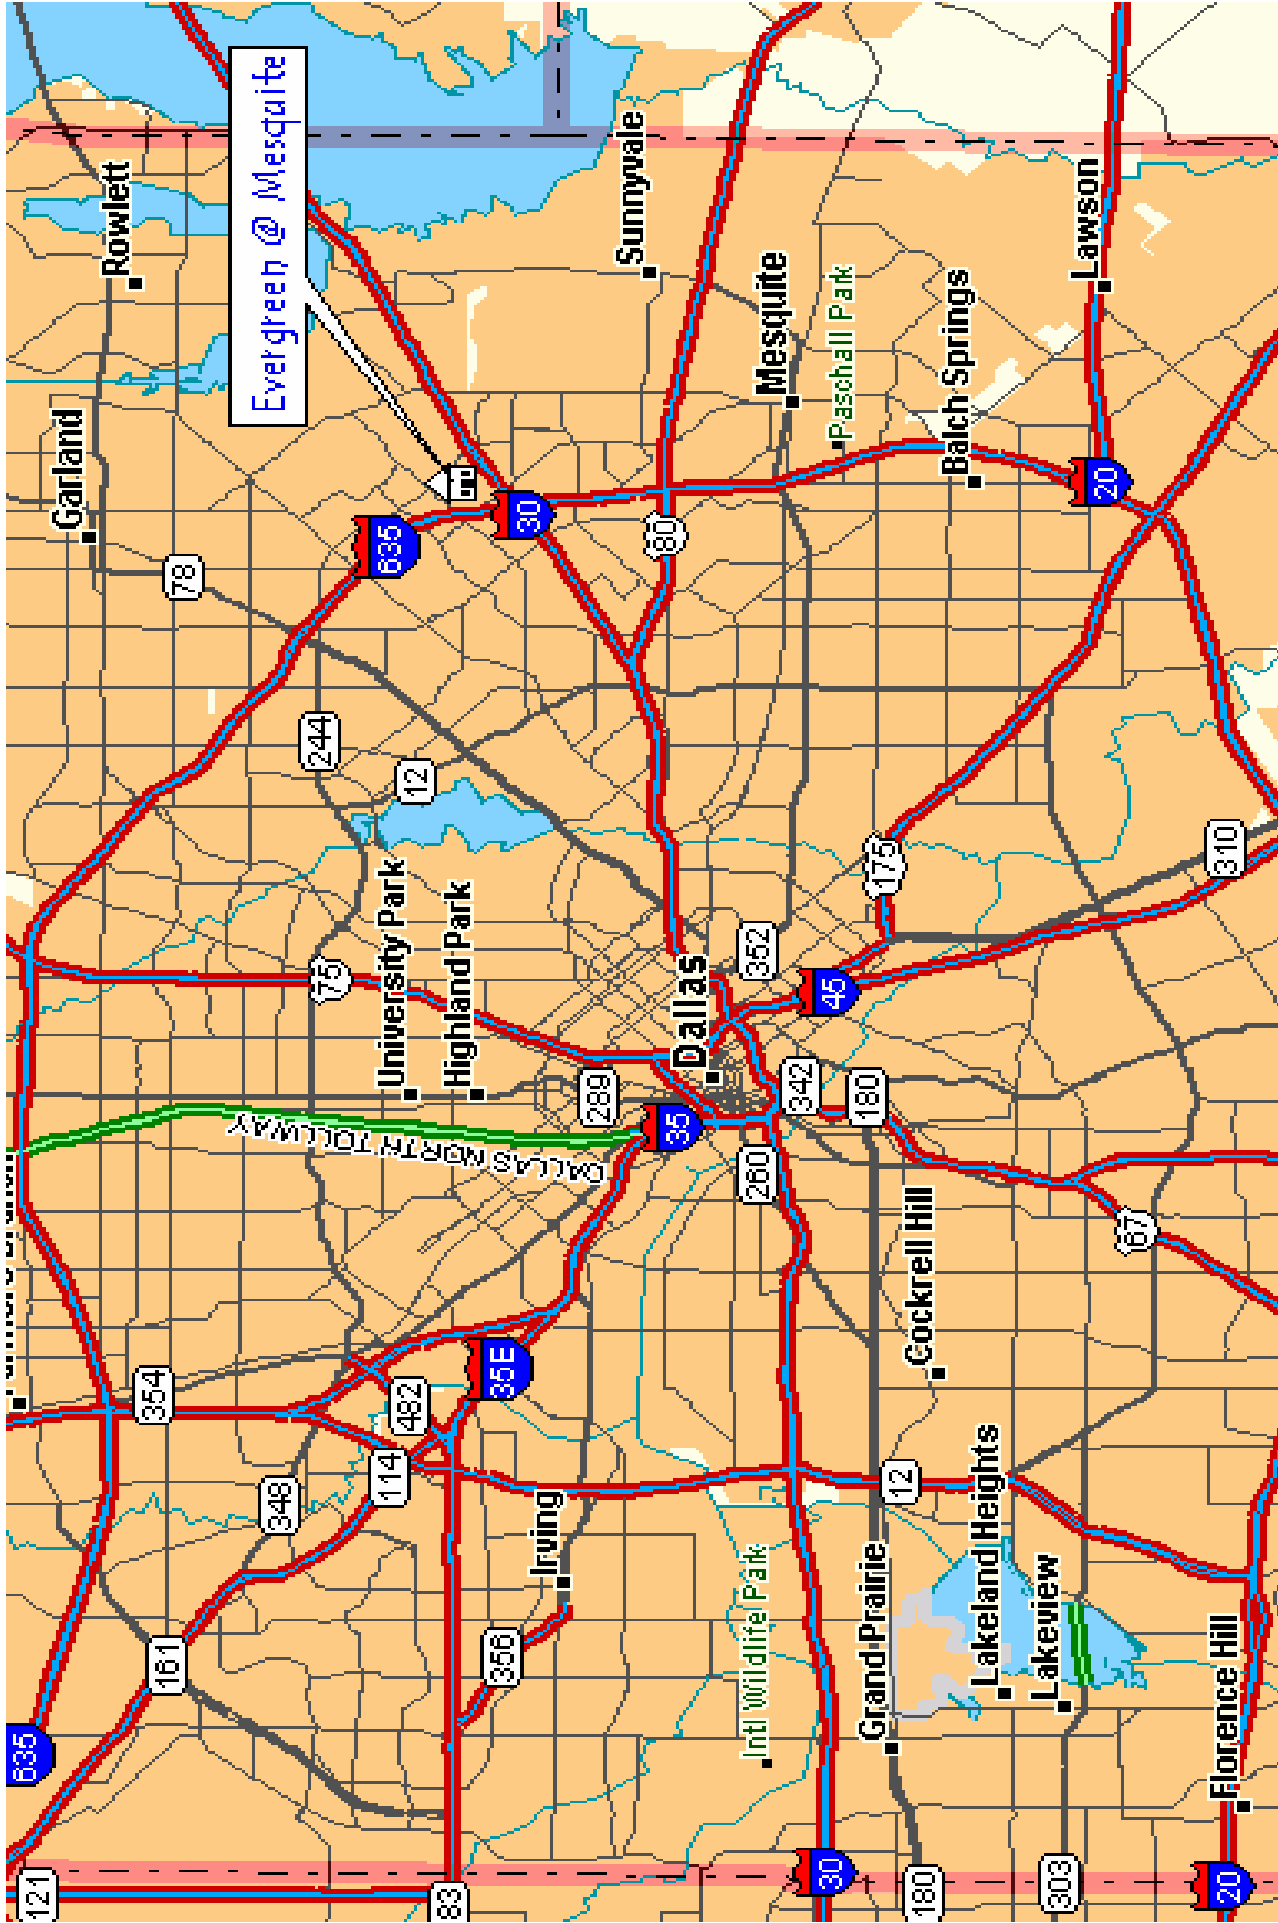 635
121
Garland
Rowlett
354
161
78
Evergreen @ Mesquite
DALLAS NORTH TOLLWAY
348
75
244
635
114
University Park
482
12
83
Highland Park
35E
356
30
Irving
289
Sunnyvale
35
80
Dallas
Intl Wildlife Park
260
352
Mesquite
342
30
45
Paschall Park
Grand Prairie
180
175
12
180
Cockrell Hill
Balch Springs
Lakeland Heights
Lakeview
303
Lawson
20
67
Florence Hill
310
20